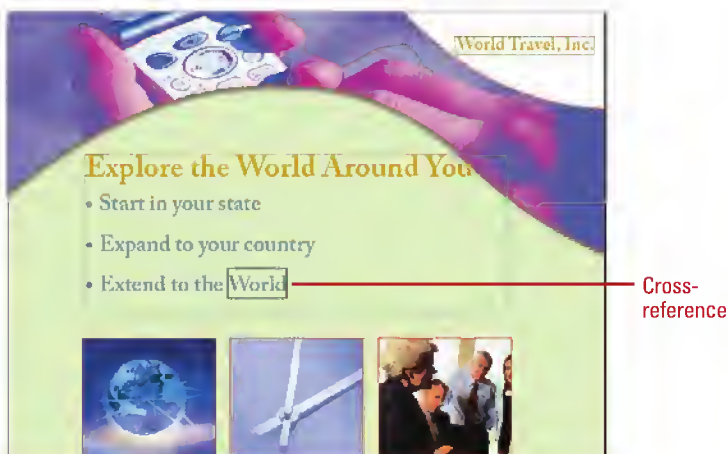 World Travel, Inc.
Explore the World Around You
• Start in your state
• Expand to your country
• Extend to the World
Cross-
reference